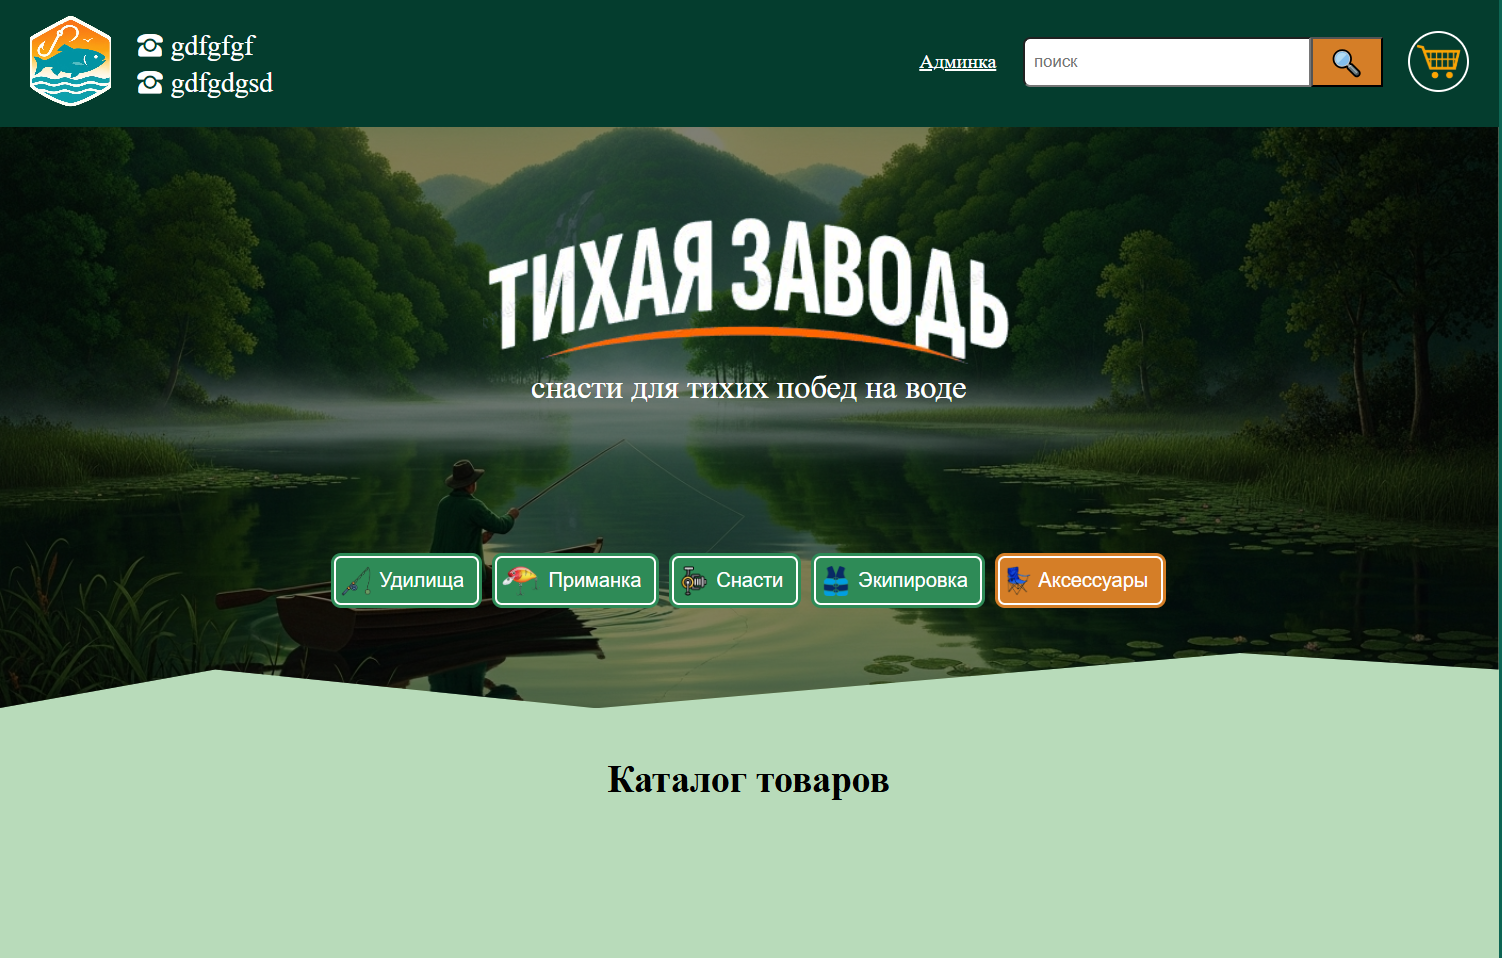 gdfgfgf
gdfgdgsd
Админка
поиск
ТИХАЯ ЗАВОДЬ
снасти для тихих побед на воде
Удилища
Приманка
Снасти
Экипировка
Аксессуары
Каталог товаров